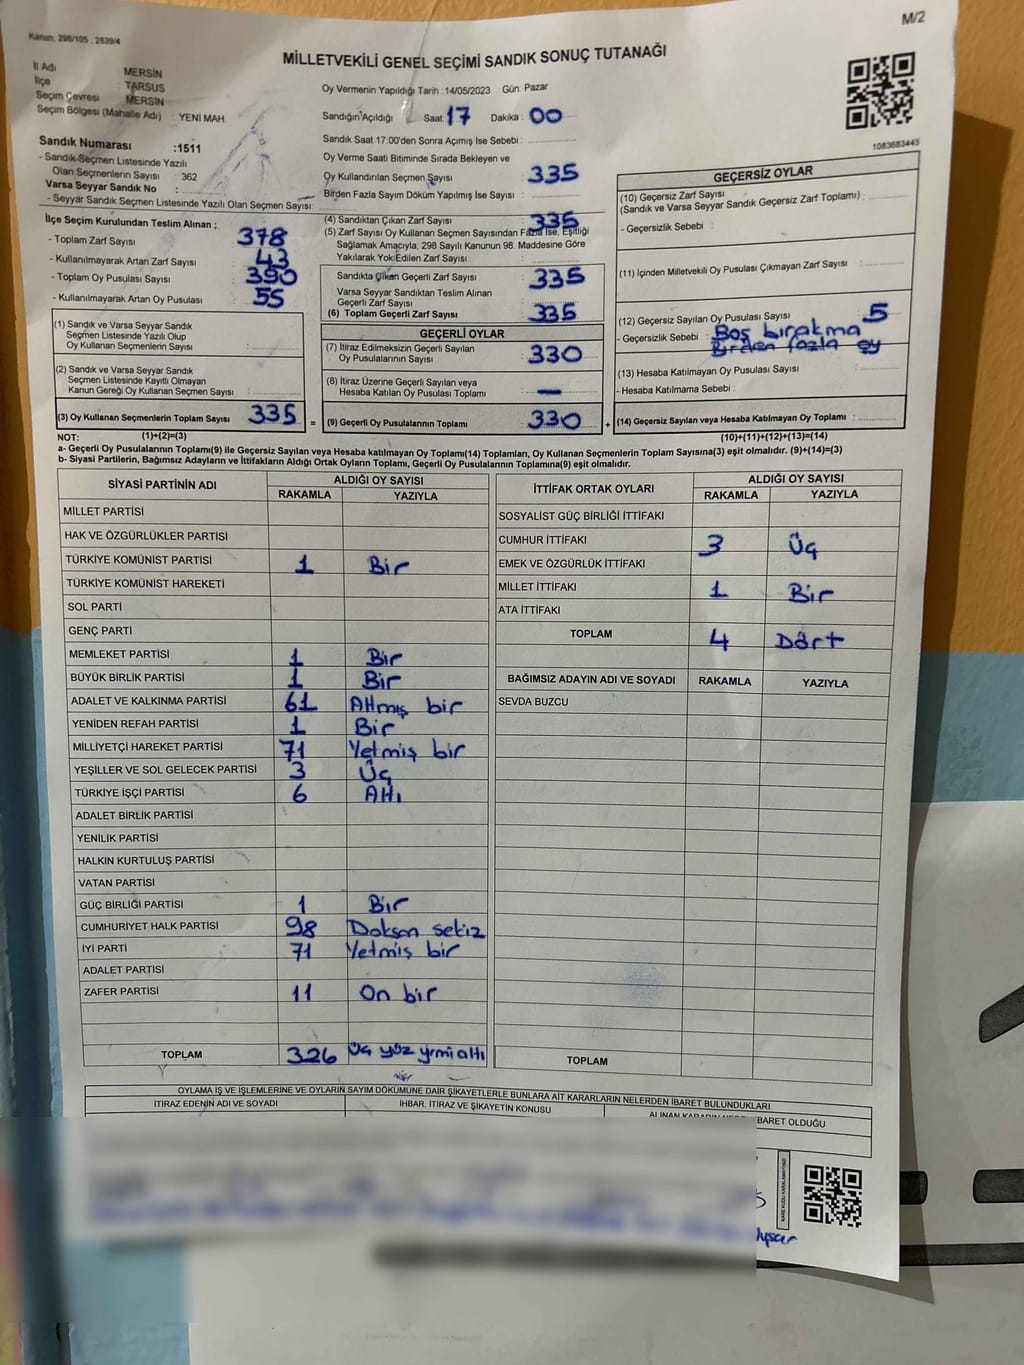 M/2
Kanun: 298/105 , 2839/4
MİLLETVEKİLİ GENEL SEÇİMİ SANDIK SONUÇ TUTANAĞI
İl Adı MERSİN
İlçe TARSUS
Seçim Çevresi MERSİN
Seçim Bölgesi (Mahalle Adı) : YENİ MAH.
Sandık Numarası :1511
- Sandık Seçmen Listesinde Yazılı
Olan Seçmenlerin Sayısı : 362
Varsa Seyyar Sandık No :
- Seyyar Sandık Seçmen Listesinde Yazılı Olan Seçmen Sayısı:
Oy Vermenin Yapıldığı Tarih :14/05/2023 Gün: Pazar
Sandığın Açıldığı Saat : 17 Dakika : 00
Sandık Saat 17.00'den Sonra Açımış İse Sebebi :
Oy Verme Saati Bitiminde Sırada Bekleyen ve
Oy Kullandırılan Seçmen Sayısı : 335
Birden Fazla Sayım Döküm Yapılmış İse Sayısı :
1083683445
İlçe Seçim Kurulundan Teslim Alınan ;
- Toplam Zarf Sayısı : 378
- Kullanılmayarak Artan Zarf Sayısı : 43
- Toplam Oy Pusulası Sayısı : 390
- Kullanılmayarak Artan Oy Pusulası : 55
(1) Sandık ve Varsa Seyyar Sandık
Seçmen Listesinde Yazılı Olup
Oy Kullanan Seçmenlerin Sayısı :
(2) Sandık ve Varsa Seyyar Sandık
Seçmen Listesinde Kayıtlı Olmayan
Kanun Gereği Oy Kullanan Seçmen Sayısı :
(3) Oy Kullanan Seçmenlerin Toplam Sayısı : 335
(4) Sandıktan Çıkan Zarf Sayısı : 335
(5) Zarf Sayısı Oy Kullanan Seçmen Sayısından Fazla İse, Eşitliği
Sağlamak Amacıyla, 298 Sayılı Kanunun 98. Maddesine Göre
Yakılarak Yok Edilen Zarf Sayısı :
Sandıkta Çıkan Geçerli Zarf Sayısı : 335
Varsa Seyyar Sandıktan Teslim Alınan
Geçerli Zarf Sayısı :
(6) Toplam Geçerli Zarf Sayısı : 335
GEÇERLİ OYLAR
(7) İtiraz Edilmeksizin Geçerli Sayılan
Oy Pusulalarının Sayısı : 330
(8) İtiraz Üzerine Geçerli Sayılan veya
Hesaba Katılan Oy Pusulası Toplamı : —
= (9) Geçerli Oy Pusulalarının Toplamı : 330 +
GEÇERSİZ OYLAR
(10) Geçersiz Zarf Sayısı
(Sandık ve Varsa Seyyar Sandık Geçersiz Zarf Toplamı) :
- Geçersizlik Sebebi :
(11) İçinden Milletvekili Oy Pusulası Çıkmayan Zarf Sayısı :
(12) Geçersiz Sayılan Oy Pusulası Sayısı : 5
- Geçersizlik Sebebi : Boş bırakma
Birden fazla oy
(13) Hesaba Katılmayan Oy Pusulası Sayısı :
- Hesaba Katılmama Sebebi :
(14) Geçersiz Sayılan veya Hesaba Katılmayan Oy Toplamı :
NOT: (1)+(2)=(3) (10)+(11)+(12)+(13)=(14)
a- Geçerli Oy Pusulalarının Toplamı(9) ile Geçersiz Sayılan veya Hesaba katılmayan Oy Toplamı(14) Toplamları, Oy Kullanan Seçmenlerin Toplam Sayısına(3) eşit olmalıdır. (9)+(14)=(3)
b- Siyasi Partilerin, Bağımsız Adayların ve İttifakların Aldığı Ortak Oyların Toplamı, Geçerli Oy Pusulalarının Toplamına(9) eşit olmalıdır.
SİYASİ PARTİNİN ADI ALDIĞI OY SAYISI
RAKAMLA YAZIYLA
MİLLET PARTİSİ
HAK VE ÖZGÜRLÜKLER PARTİSİ
TÜRKİYE KOMÜNİST PARTİSİ 1 Bir
TÜRKİYE KOMÜNİST HAREKETİ
SOL PARTİ
GENÇ PARTİ
MEMLEKET PARTİSİ 1 Bir
BÜYÜK BİRLİK PARTİSİ 1 Bir
ADALET VE KALKINMA PARTİSİ 61 Altmış bir
YENİDEN REFAH PARTİSİ 1 Bir
MİLLİYETÇİ HAREKET PARTİSİ 71 Yetmiş bir
YEŞİLLER VE SOL GELECEK PARTİSİ 3 Üç
TÜRKİYE İŞÇİ PARTİSİ 6 Altı
ADALET BİRLİK PARTİSİ
YENİLİK PARTİSİ
HALKIN KURTULUŞ PARTİSİ
VATAN PARTİSİ
GÜÇ BİRLİĞİ PARTİSİ 1 Bir
CUMHURİYET HALK PARTİSİ 98 Doksan sekiz
İYİ PARTİ 71 Yetmiş bir
ADALET PARTİSİ
ZAFER PARTİSİ 11 On bir
TOPLAM 326 Üç yüz yirmi altı
İTTİFAK ORTAK OYLARI ALDIĞI OY SAYISI
RAKAMLA YAZIYLA
SOSYALİST GÜÇ BİRLİĞİ İTTİFAKI
CUMHUR İTTİFAKI 3 Üç
EMEK VE ÖZGÜRLÜK İTTİFAKI
MİLLET İTTİFAKI 1 Bir
ATA İTTİFAKI
TOPLAM 4 Dört
BAĞIMSIZ ADAYIN ADI VE SOYADI RAKAMLA YAZIYLA
SEVDA BUZCU
TOPLAM
OYLAMA İŞ VE İŞLEMLERİNE VE OYLARIN SAYIM DÖKÜMÜNE DAİR ŞİKAYETLERLE BUNLARA AİT KARARLARIN NELERDEN İBARET BULUNDUKLARI
İTİRAZ EDENİN ADI VE SOYADI İHBAR, İTİRAZ VE ŞİKAYETİN KONUSU ALINAN KARARIN NEDEN İBARET OLDUĞU